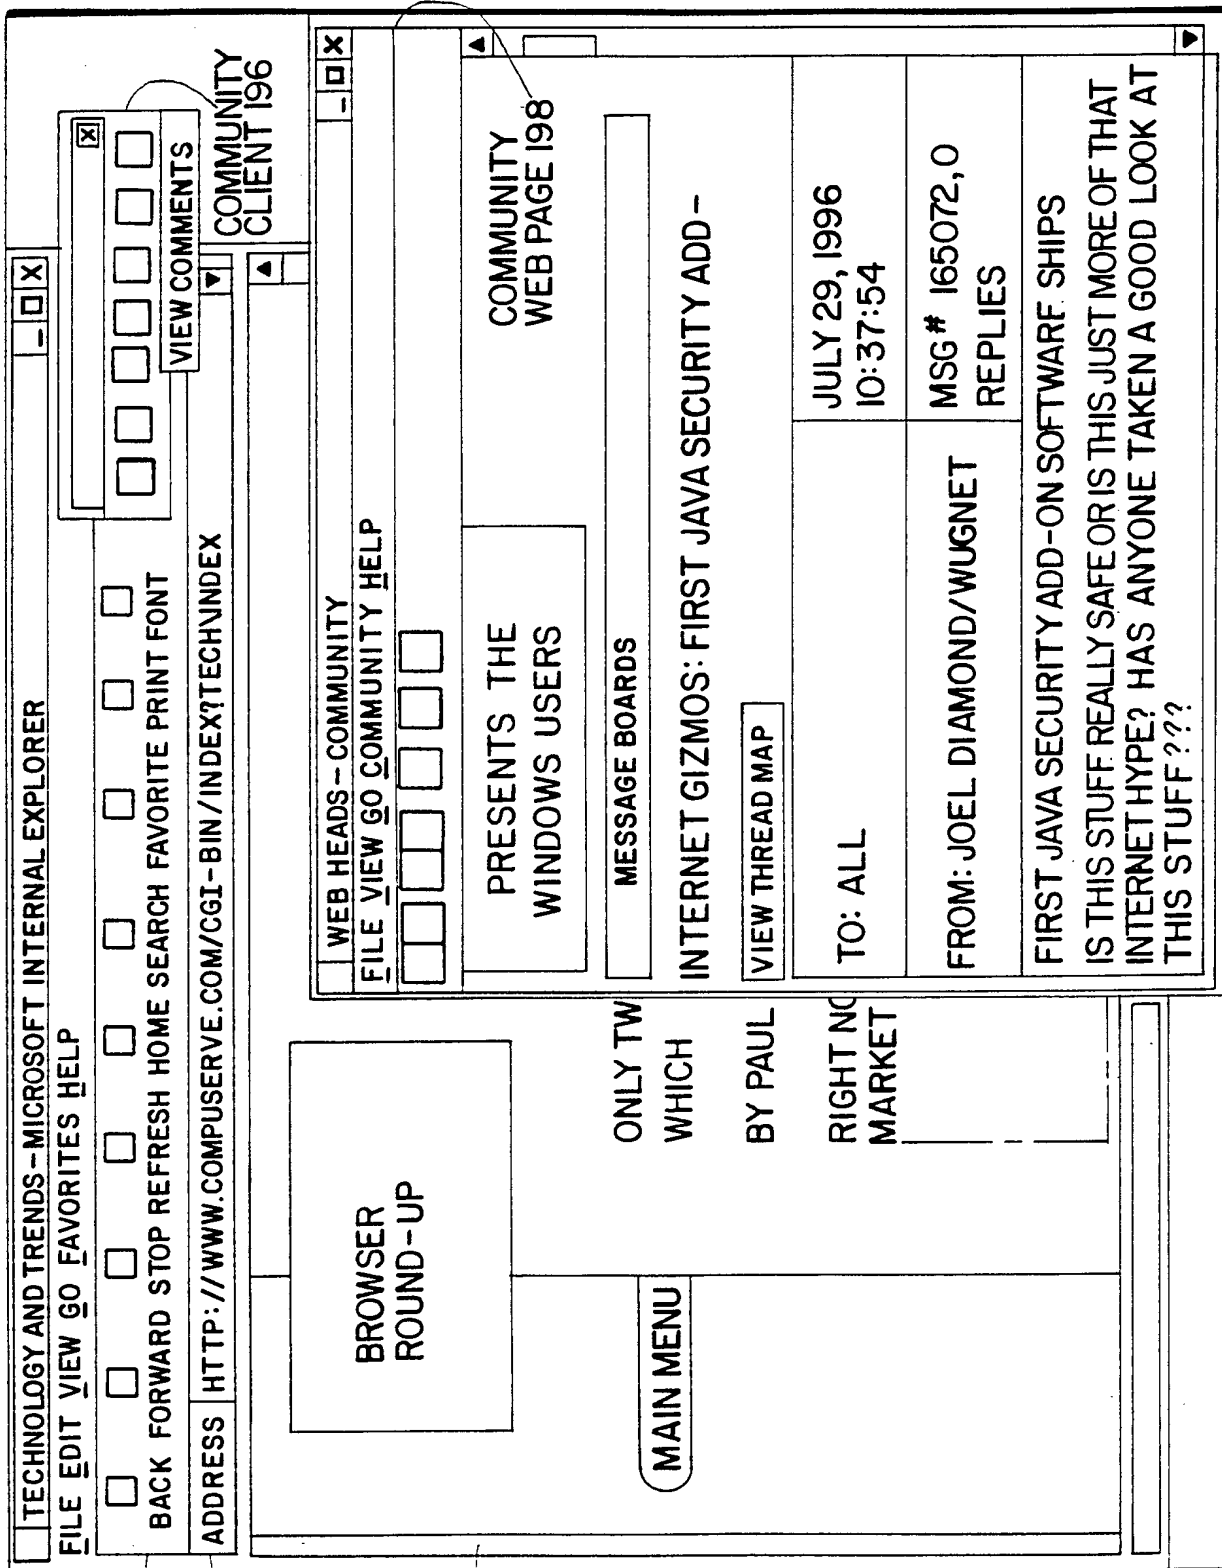 TECHNOLOGY AND TRENDS-MICROSOFT INTERNAL EXPLORER
_ □ X
FILE EDIT VIEW GO FAVORITES HELP
X
BACK FORWARD STOP REFRESH HOME SEARCH FAVORITE PRINT FONT
VIEW COMMENTS
ADDRESS HTTP://WWW.COMPUSERVE.COM/CGI-BIN/INDEX?TECH\INDEX
COMMUNITY
CLIENT 196
BROWSER
ROUND-UP
MAIN MENU
ONLY TW
WHICH
BY PAUL
RIGHT NO
MARKET
WEB HEADS-COMMUNITY
_ □ X
FILE VIEW GO COMMUNITY HELP
PRESENTS THE
WINDOWS USERS
COMMUNITY
WEB PAGE 198
MESSAGE BOARDS
INTERNET GIZMOS: FIRST JAVA SECURITY ADD-
VIEW THREAD MAP
TO: ALL
JULY 29, 1996
10:37:54
FROM: JOEL DIAMOND/WUGNET
MSG# 165072, 0
REPLIES
FIRST JAVA SECURITY ADD-ON SOFTWARE SHIPS
IS THIS STUFF REALLY SAFE OR IS THIS JUST MORE OF THAT
INTERNET HYPE? HAS ANYONE TAKEN A GOOD LOOK AT
THIS STUFF???